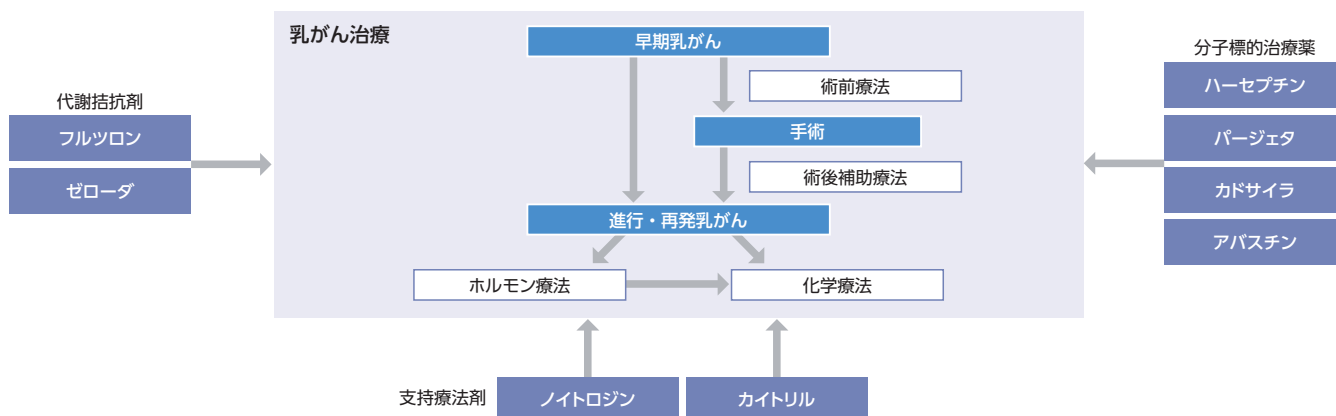 乳がん治療
早期乳がん
術前療法
手術
術後補助療法
進行・再発乳がん
ホルモン療法
化学療法
代謝拮抗剤
フルツロン
ゼローダ
分子標的治療薬
ハーセプチン
パージェタ
カドサイラ
アバスチン
支持療法剤
ノイトロジン
カイトリル